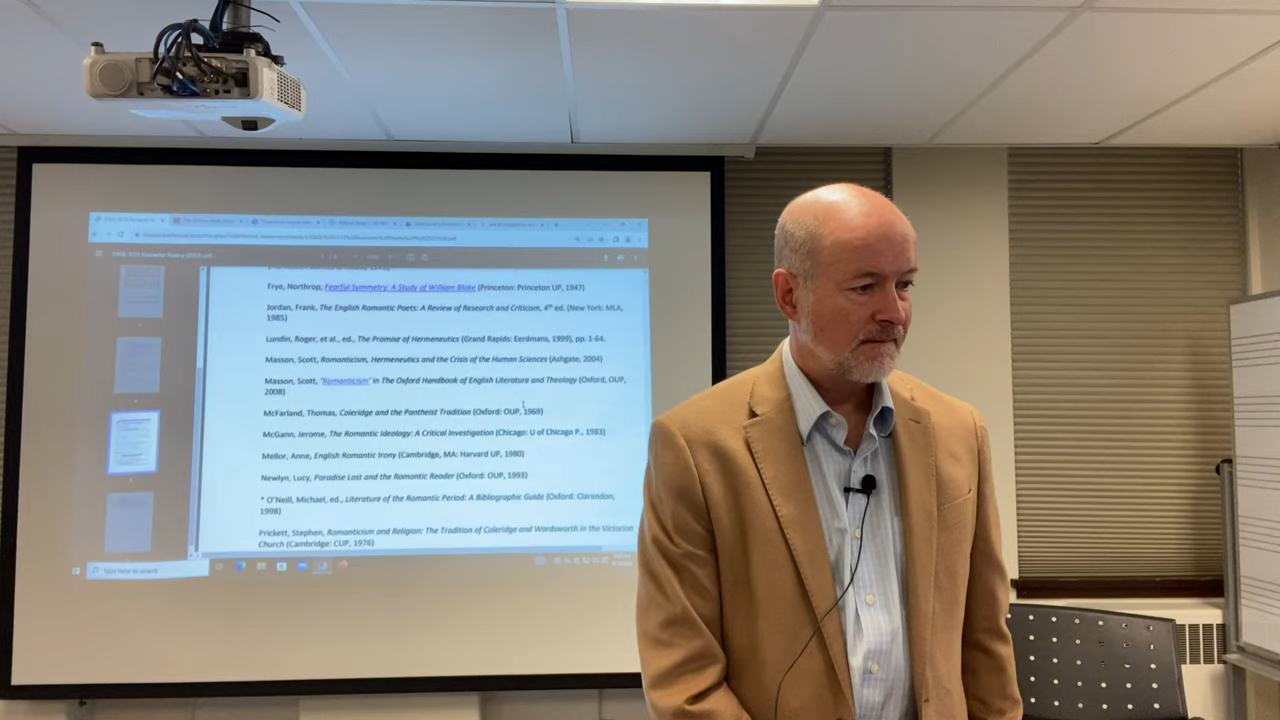 Frye, Northrop, Fearful Symmetry: A Study of William Blake (Princeton: Princeton UP, 1947)
Jordan, Frank, The English Romantic Poets: A Review of Research and Criticism, 4th ed. (New York: MLA,
1985)
Lundin, Roger, et al., ed., The Promise of Hermeneutics (Grand Rapids: Eerdmans, 1999), pp. 1-64.
Masson, Scott, Romanticism, Hermeneutics and the Crisis of the Human Sciences (Ashgate, 2004)
Masson, Scott, "Romanticism" in The Oxford Handbook of English Literature and Theology (Oxford, OUP,
2008)
McFarland, Thomas, Coleridge and the Pantheist Tradition (Oxford: OUP, 1969)
McGann, Jerome, The Romantic Ideology: A Critical Investigation (Chicago: U of Chicago P., 1983)
Mellor, Anne, English Romantic Irony (Cambridge, MA: Harvard UP, 1980)
Newlyn, Lucy, Paradise Lost and the Romantic Reader (Oxford: OUP, 1993)
* O'Neill, Michael, ed., Literature of the Romantic Period: A Bibliographic Guide (Oxford: Clarendon,
1998)
Prickett, Stephen, Romanticism and Religion: The Tradition of Coleridge and Wordsworth in the Victorian
Church (Cambridge: CUP, 1976)
Type here to search